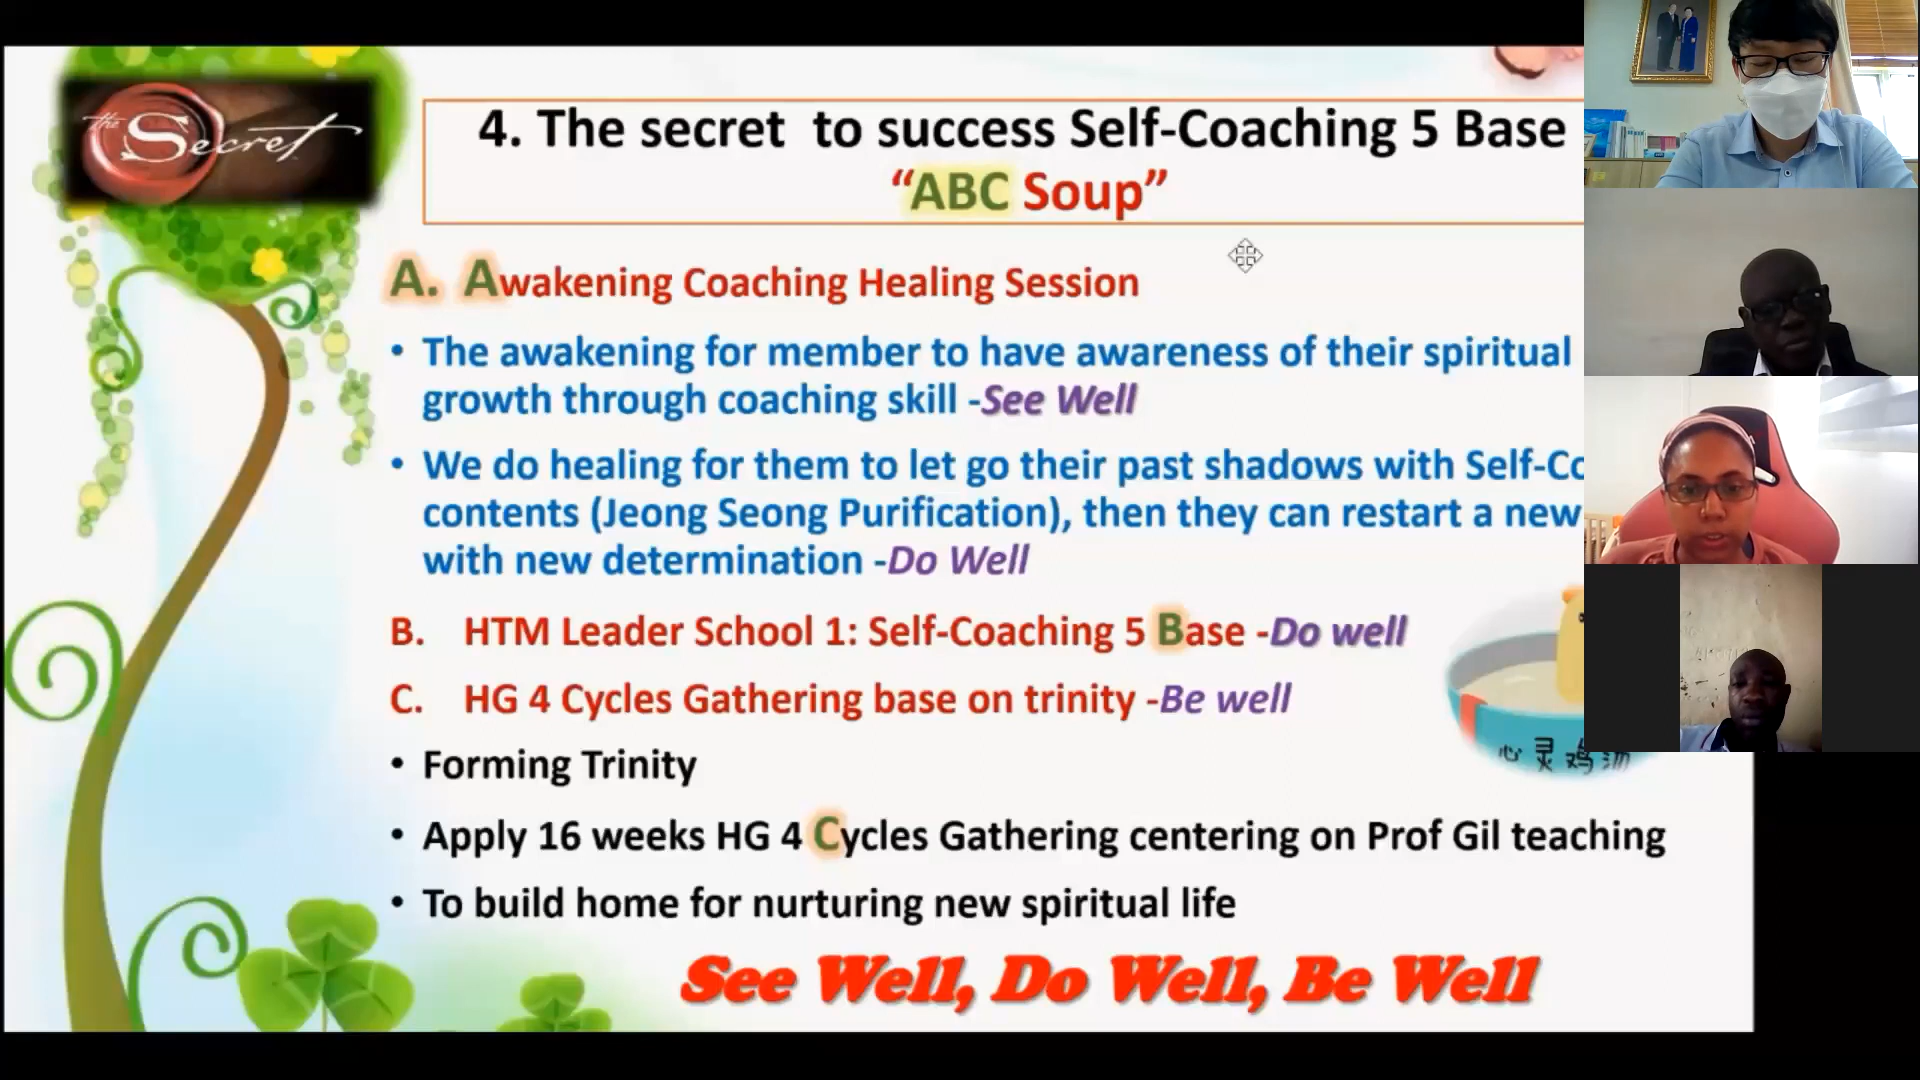 the Secret
4. The secret to success Self-Coaching 5 Base
“ABC Soup”
A. Awakening Coaching Healing Session
• The awakening for member to have awareness of their spiritual
growth through coaching skill -See Well
• We do healing for them to let go their past shadows with
contents (Jeong Seong Purification), then they can restart a new
with new determination -Do Well
B. HTM Leader School 1: Self-Coaching 5 Base -Do well
C. HG 4 Cycles Gathering base on trinity -Be well
心灵鸡汤
• Forming Trinity
• Apply 16 weeks HG 4 Cycles Gathering centering on Prof Gil teaching
• To build home for nurturing new spiritual life
See Well, Do Well, Be Well